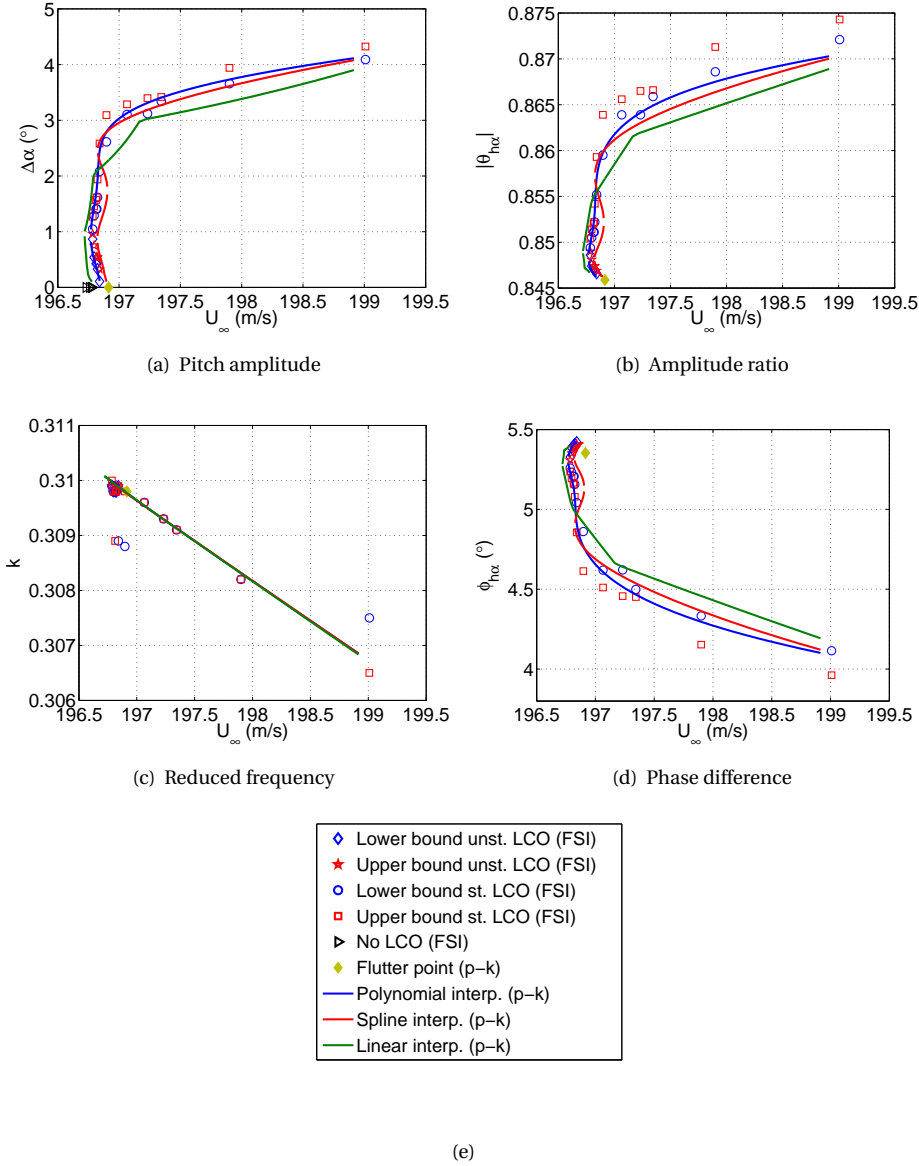 5
4
3
2
1
0
Δα (°)
196.5 197 197.5 198 198.5 199 199.5
U∞ (m/s)
(a) Pitch amplitude
0.875
0.87
0.865
0.86
0.855
0.85
0.845
|θhα|
196.5 197 197.5 198 198.5 199 199.5
U∞ (m/s)
(b) Amplitude ratio
0.311
0.31
0.309
0.308
0.307
0.306
k
196.5 197 197.5 198 198.5 199 199.5
U∞ (m/s)
(c) Reduced frequency
5.5
5
4.5
4
ϕhα (°)
196.5 197 197.5 198 198.5 199 199.5
U∞ (m/s)
(d) Phase difference
Lower bound unst. LCO (FSI)
Upper bound unst. LCO (FSI)
Lower bound st. LCO (FSI)
Upper bound st. LCO (FSI)
No LCO (FSI)
Flutter point (p−k)
Polynomial interp. (p−k)
Spline interp. (p−k)
Linear interp. (p−k)
(e)